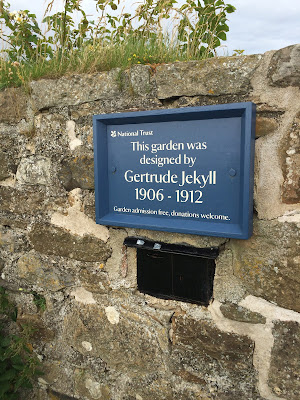 National Trust
This garden was
designed by
Gertrude Jekyll
1906 - 1912
Garden admission free, donations welcome.